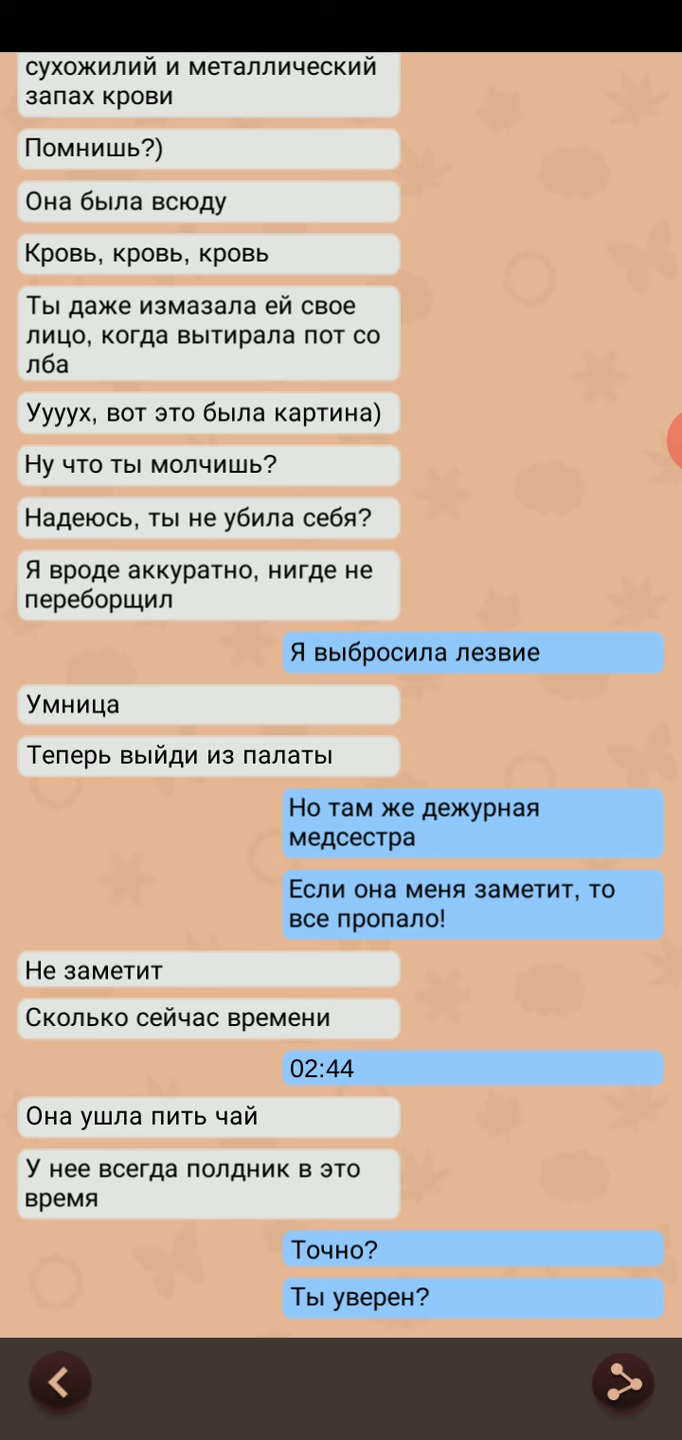 сухожилий и металлический
запах крови
Помнишь?)
Она была всюду
Кровь, кровь, кровь
Ты даже измазала ей свое
лицо, когда вытирала пот со
лба
Уууух, вот это была картина)
Ну что ты молчишь?
Надеюсь, ты не убила себя?
Я вроде аккуратно, нигде не
переборщил
Я выбросила лезвие
Умница
Теперь выйди из палаты
Но там же дежурная
медсестра
Если она меня заметит, то
все пропало!
Не заметит
Сколько сейчас времени
02:44
Она ушла пить чай
У нее всегда полдник в это
время
Точно?
Ты уверен?